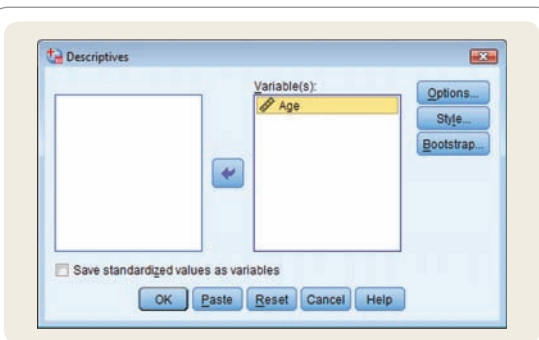 Descriptives
Variable(s):
Age
Options...
Style...
Bootstrap...
Save standardized values as variables
OK Paste Reset Cancel Help